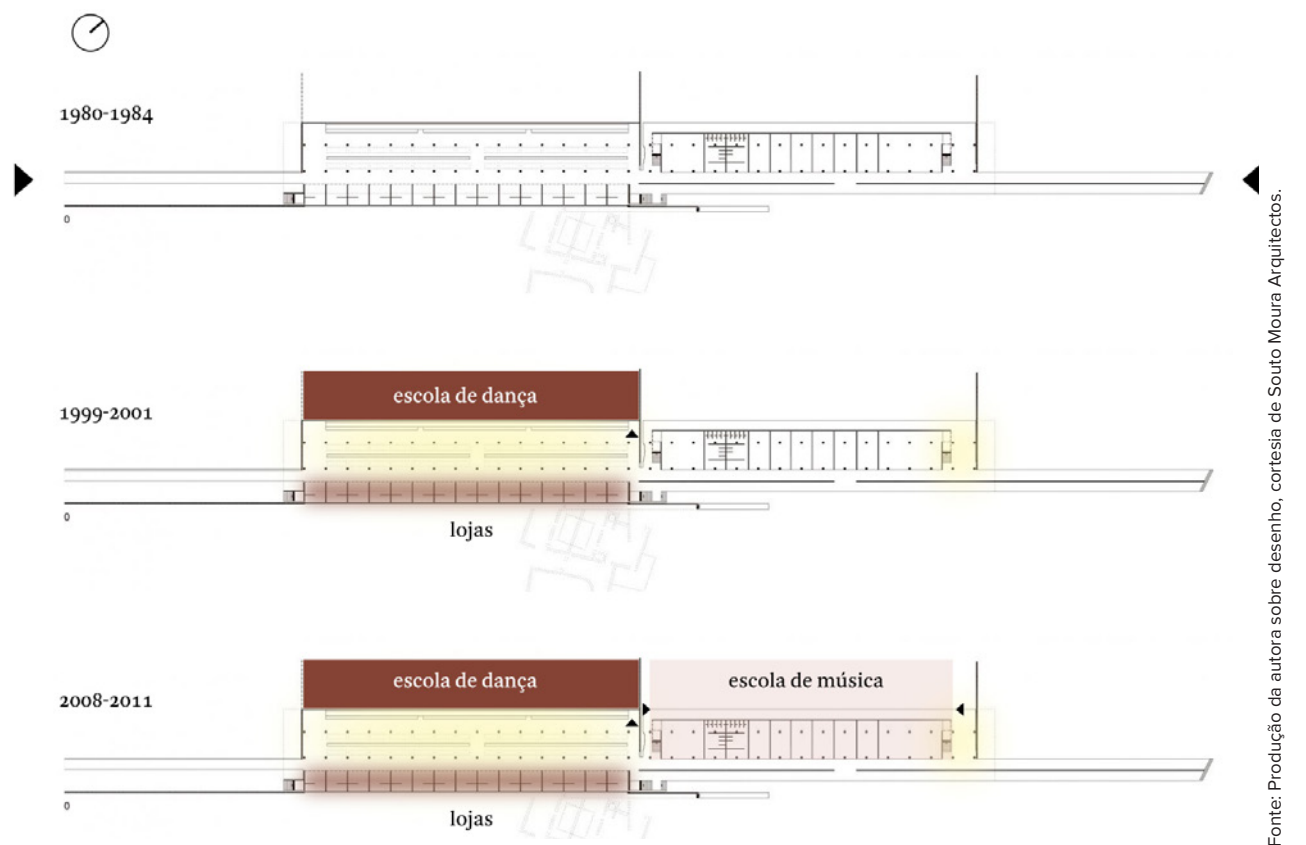 1980-1984
0
1999-2001
escola de dança
lojas
0
2008-2011
escola de dança
escola de música
lojas
0
Fonte: Produção da autora sobre desenho, cortesia de Souto Moura Arquitectos.